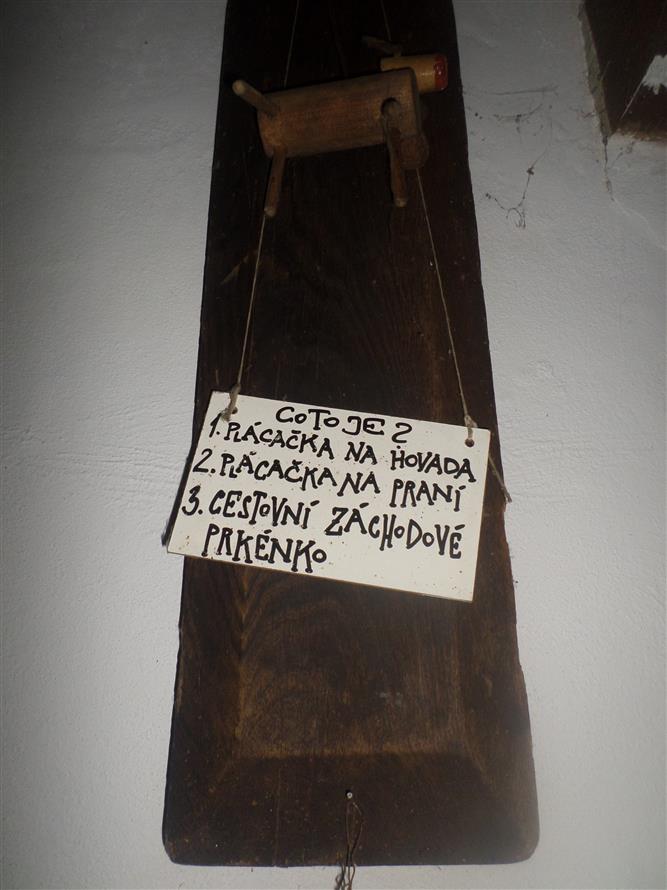 CO TO JE ?
1. PLÁCAČKA NA HOVADA
2. PLÁCAČKA NA PRANÍ
3. CESTOVNÍ ZÁCHODOVÉ
PRKÉNKO